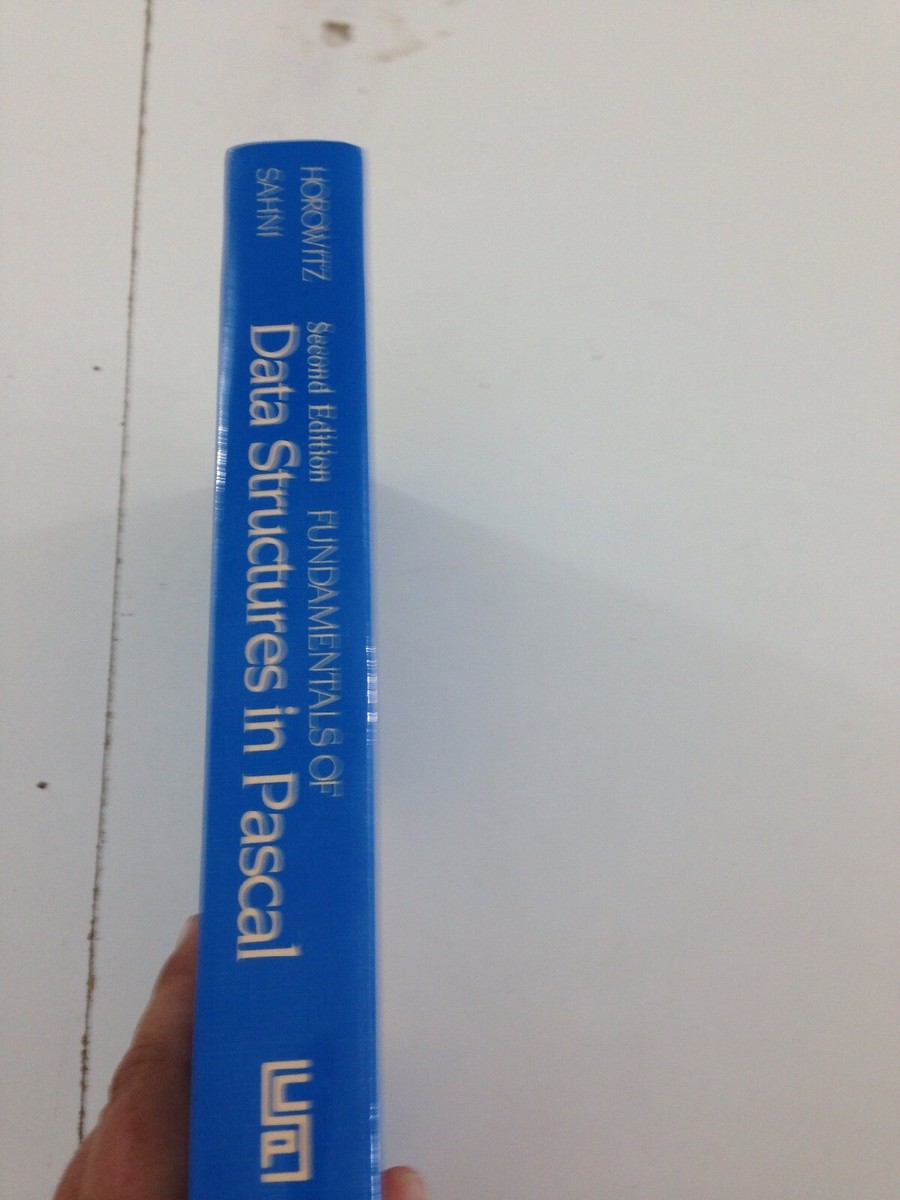 HOROWITZ
SAHNI
Second Edition FUNDAMENTALS OF
Data Structures in Pascal